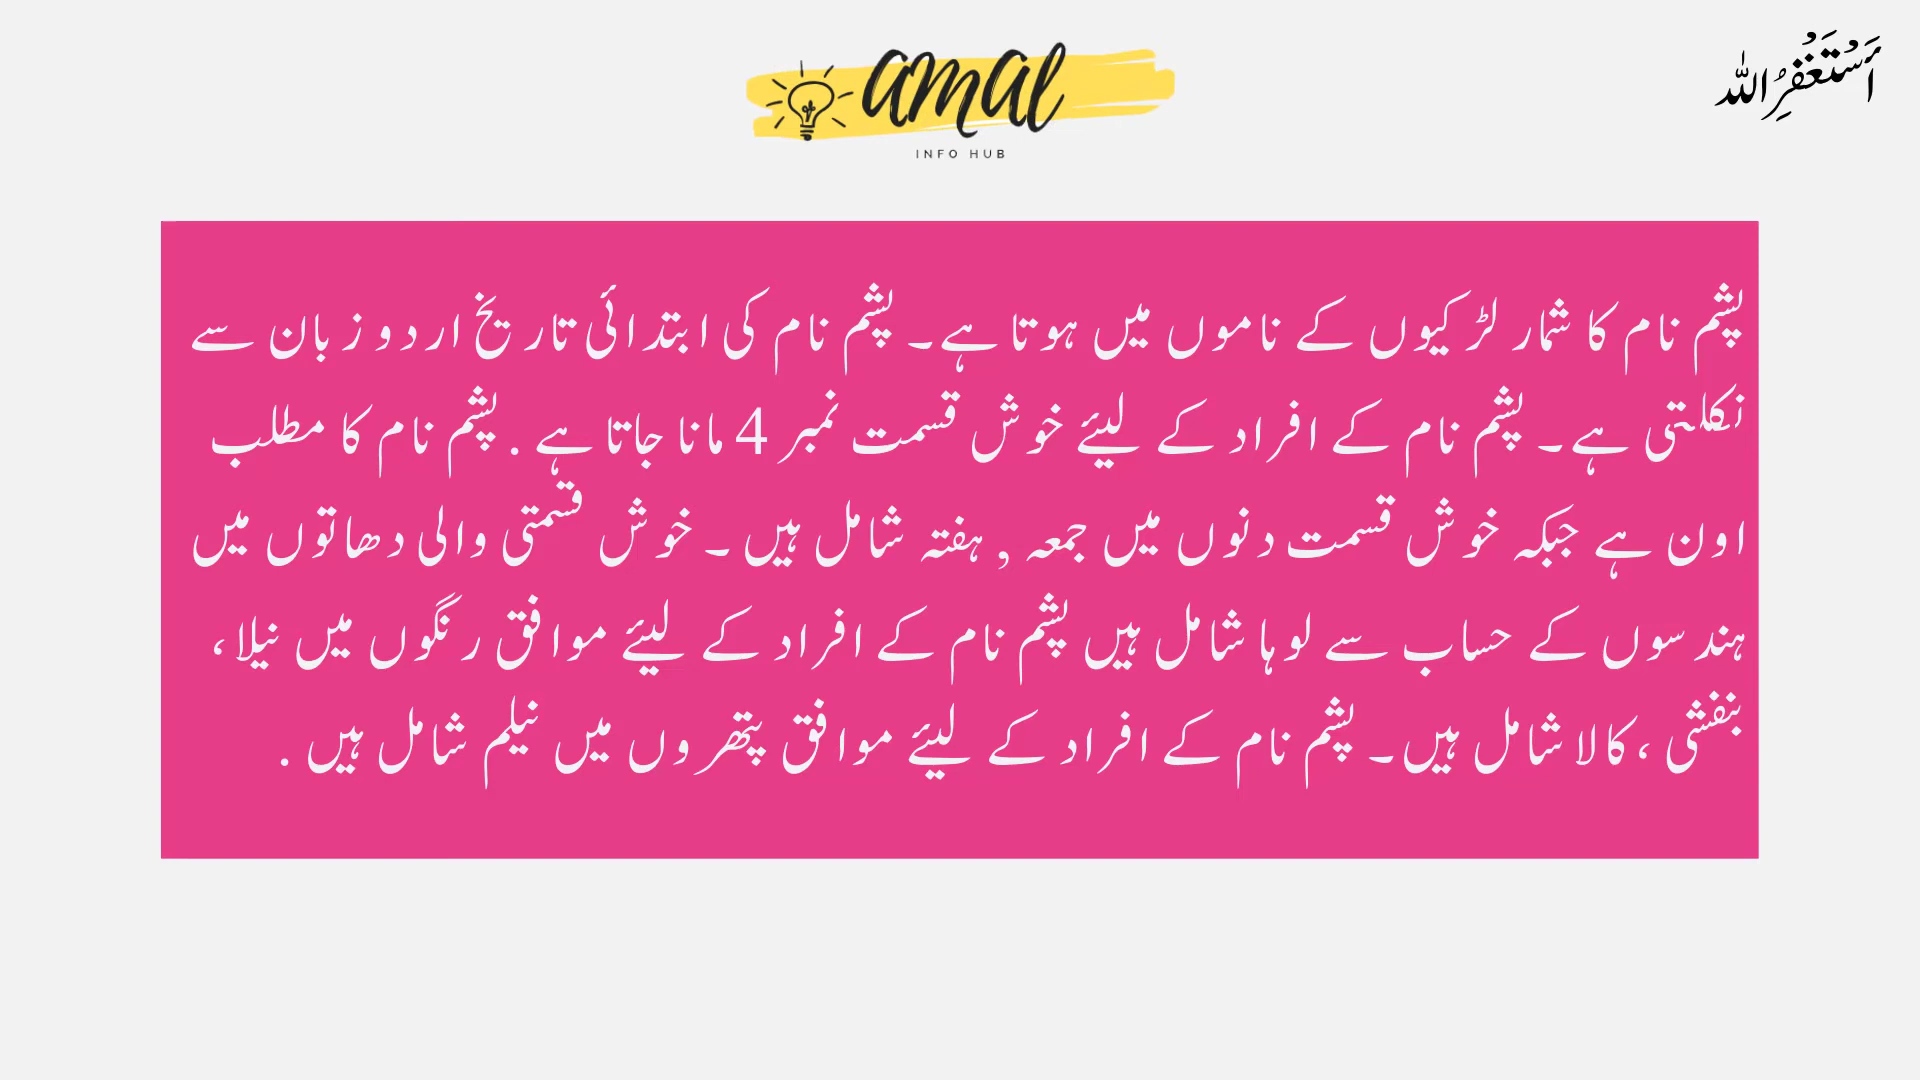 amal
INFO HUB
أَسْتَغْفِرُ اللّٰه
پشم نام کا شمار لڑکیوں کے ناموں میں ہوتا ہے۔ پشم نام کی ابتدائی تاریخ اردو زبان سے
نکلتی ہے۔ پشم نام کے افراد کے لیئے خوش قسمت نمبر 4 مانا جاتا ہے . پشم نام کا مطلب
اون ہے جبکہ خوش قسمت دنوں میں جمعہ , ہفتہ شامل ہیں ۔ خوش قسمتی والی دھاتوں میں
ہندسوں کے حساب سے لوہا شامل ہیں پشم نام کے افراد کے لیئے موافق رنگوں میں نیلا،
بنفشی ،کالا شامل ہیں۔ پشم نام کے افراد کے لیئے موافق پتھروں میں نیلم شامل ہیں .